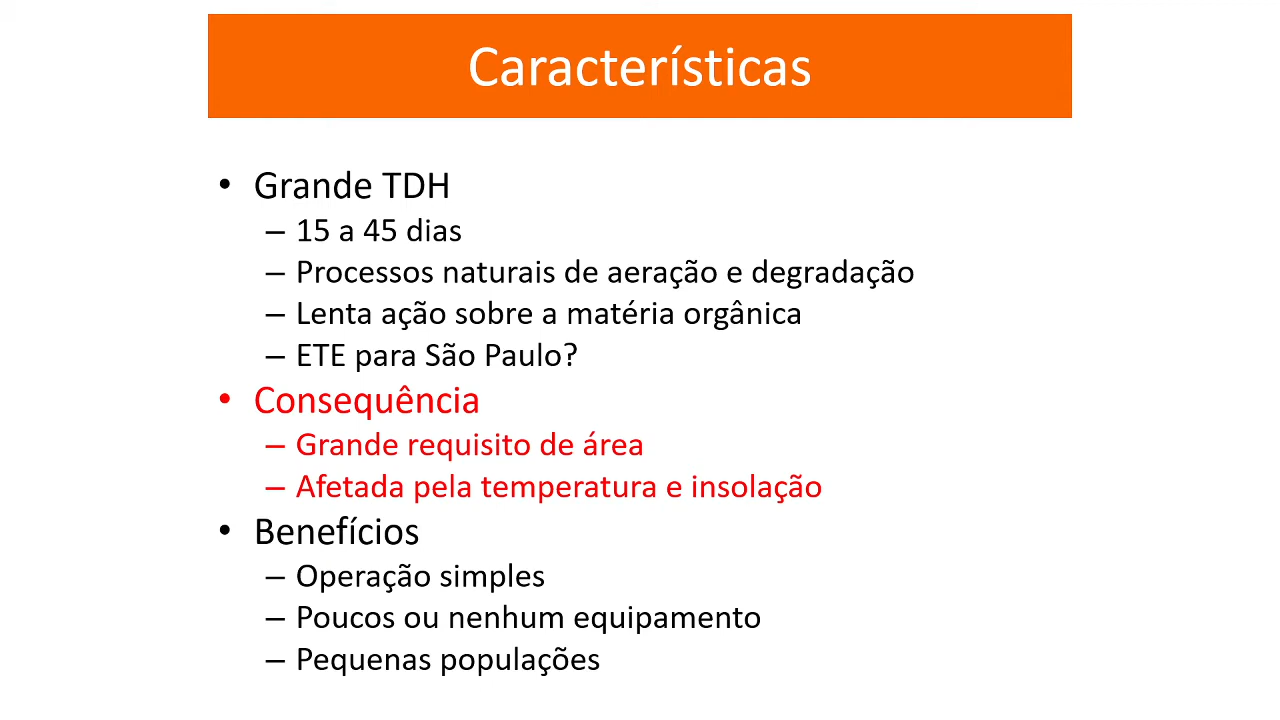 Características
• Grande TDH
– 15 a 45 dias
– Processos naturais de aeração e degradação
– Lenta ação sobre a matéria orgânica
– ETE para São Paulo?
• Consequência
– Grande requisito de área
– Afetada pela temperatura e insolação
• Benefícios
– Operação simples
– Poucos ou nenhum equipamento
– Pequenas populações